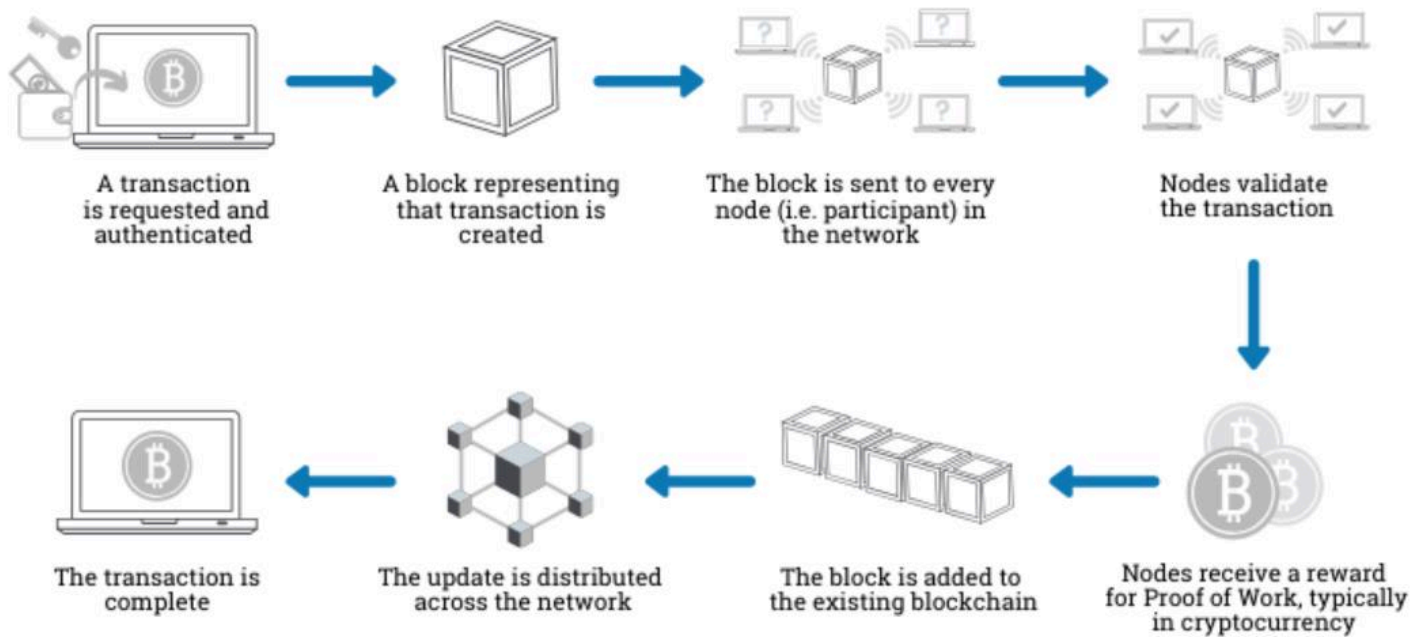 A transaction
is requested and
authenticated
A block representing
that transaction is
created
The block is sent to every
node (i.e. participant) in
the network
Nodes validate
the transaction
The transaction is
complete
The update is distributed
across the network
The block is added to
the existing blockchain
Nodes receive a reward
for Proof of Work, typically
in cryptocurrency